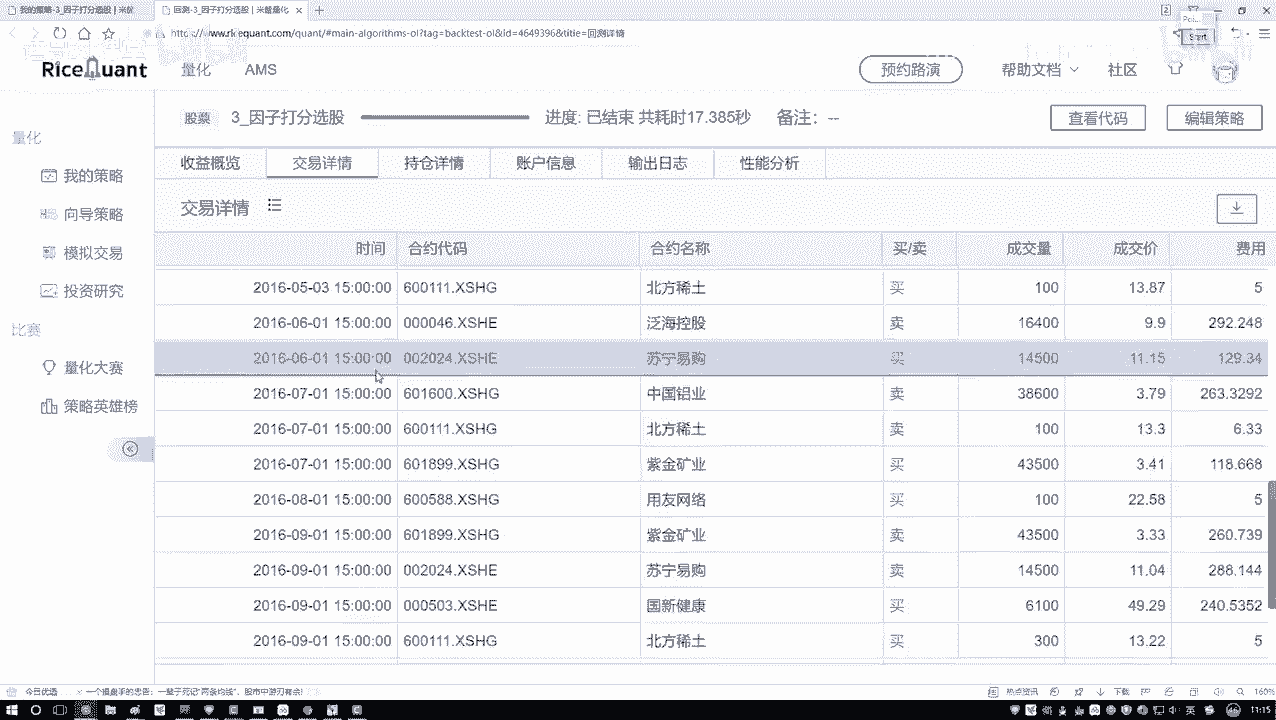 我的策略-3_因子打分选股 | 米筐
回测-3_因子打分选股 | 米筐量化
www.ricequant.com/quant/#main-algorithms-ol?tag=backtest-ol&id=4649396&title=回测详情
RiceQuant 量化 AMS 预约路演 帮助文档 社区
量化
我的策略
向导策略
模拟交易
投资研究
比赛
量化大赛
策略英雄榜
股票 3_因子打分选股 进度: 已结束 共耗时17.385秒 备注: -- 查看代码 编辑策略
收益概览 交易详情 持仓详情 账户信息 输出日志 性能分析
交易详情
时间 合约代码 合约名称 买/卖 成交量 成交价 费用
2016-05-03 15:00:00 600111.XSHG 北方稀土 买 100 13.87 5
2016-06-01 15:00:00 000046.XSHE 泛海控股 卖 16400 9.9 292.248
2016-06-01 15:00:00 002024.XSHE 苏宁易购 买 14500 11.15 129.34
2016-07-01 15:00:00 601600.XSHG 中国铝业 卖 38600 3.79 263.3292
2016-07-01 15:00:00 600111.XSHG 北方稀土 卖 100 13.3 6.33
2016-07-01 15:00:00 601899.XSHG 紫金矿业 买 43500 3.41 118.668
2016-08-01 15:00:00 600588.XSHG 用友网络 买 100 22.58 5
2016-09-01 15:00:00 601899.XSHG 紫金矿业 卖 43500 3.33 260.739
2016-09-01 15:00:00 002024.XSHE 苏宁易购 卖 14500 11.04 288.144
2016-09-01 15:00:00 000503.XSHE 国新健康 买 6100 49.29 240.5352
2016-09-01 15:00:00 600111.XSHG 北方稀土 买 300 13.22 5
今日优选 一个操盘手的忠告：一辈子死记"两条均线"，股市中游刃有余! 热点资讯 下载 160%
英 11:15